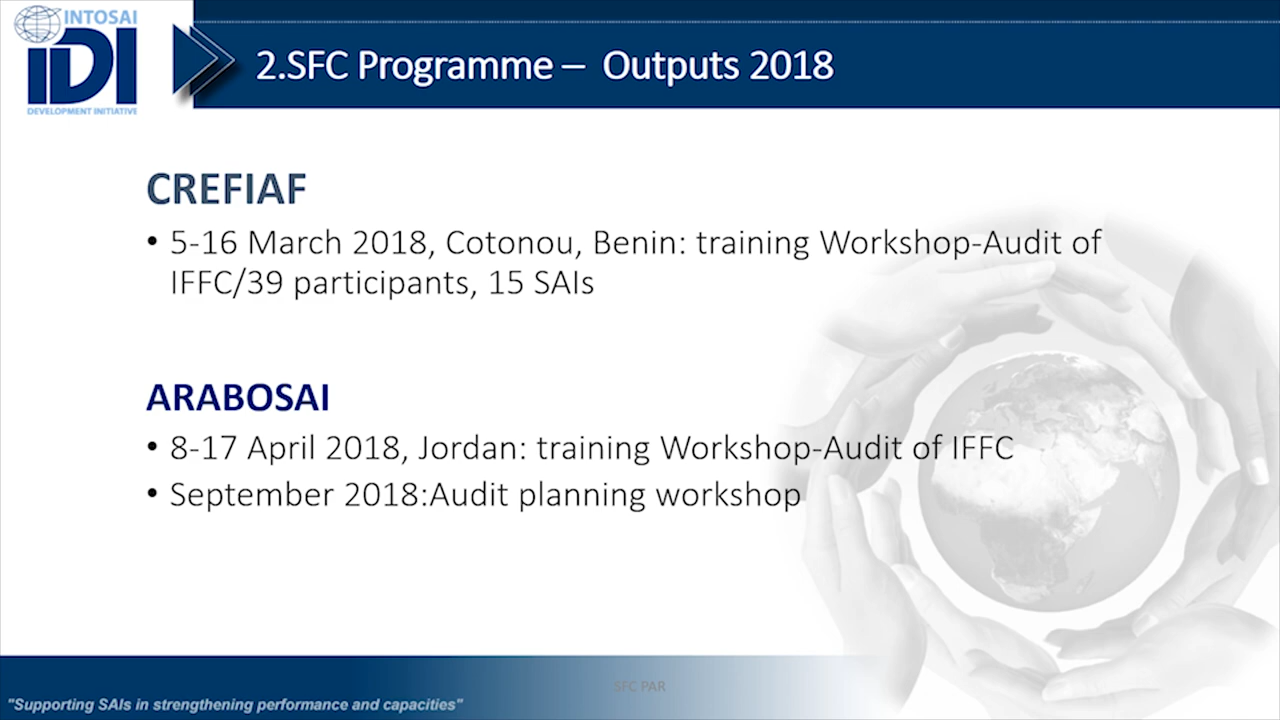 INTOSAI
IDI
DEVELOPMENT INITIATIVE
2.SFC Programme – Outputs 2018
CREFIAF
• 5-16 March 2018, Cotonou, Benin: training Workshop-Audit of
IFFC/39 participants, 15 SAIs
ARABOSAI
• 8-17 April 2018, Jordan: training Workshop-Audit of IFFC
• September 2018:Audit planning workshop
SFC PAR
"Supporting SAIs in strengthening performance and capacities"